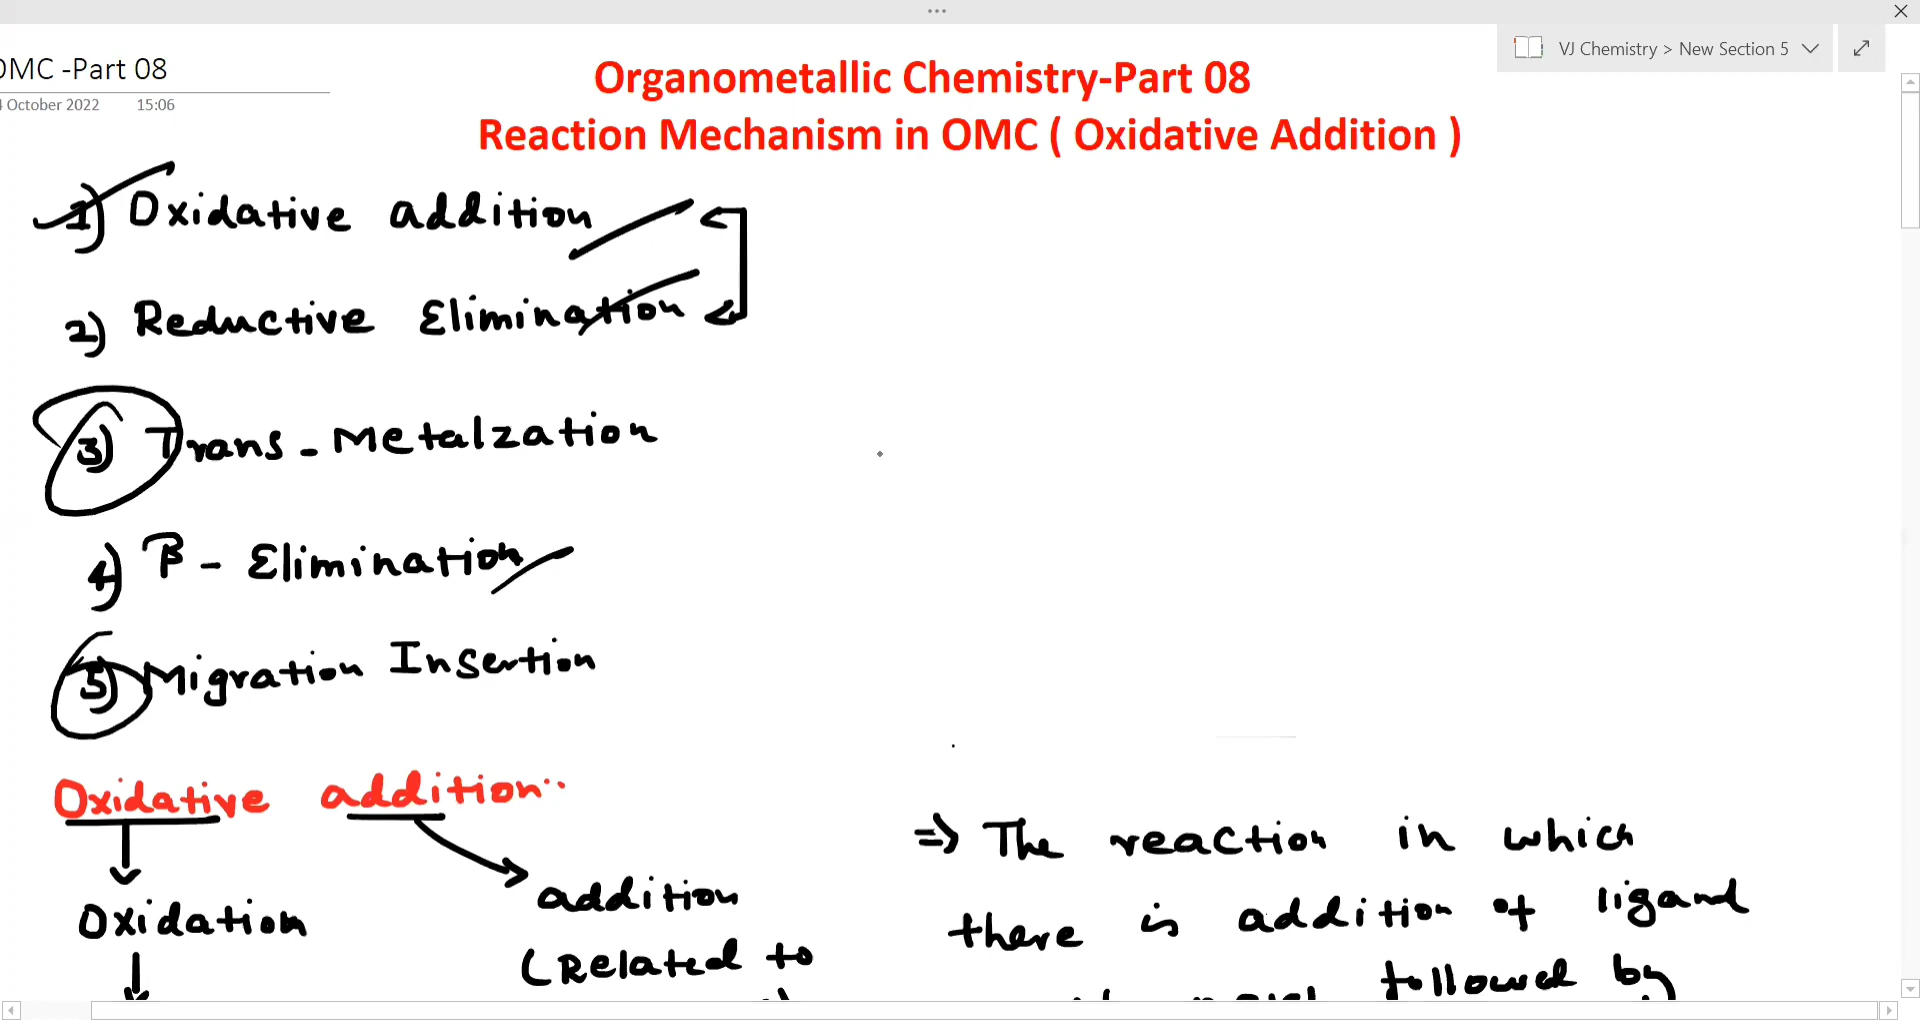 OMC -Part 08
October 2022 15:06
VJ Chemistry > New Section 5
Organometallic Chemistry-Part 08
Reaction Mechanism in OMC ( Oxidative Addition )
1) Oxidative addition
2) Reductive Elimination
3) Trans - Metalzation
4) β - Elimination
5) Migration Insertion
Oxidative addition:
Oxidation
addition
(Related to
=> The reaction in which
there is addition of ligand
followed by